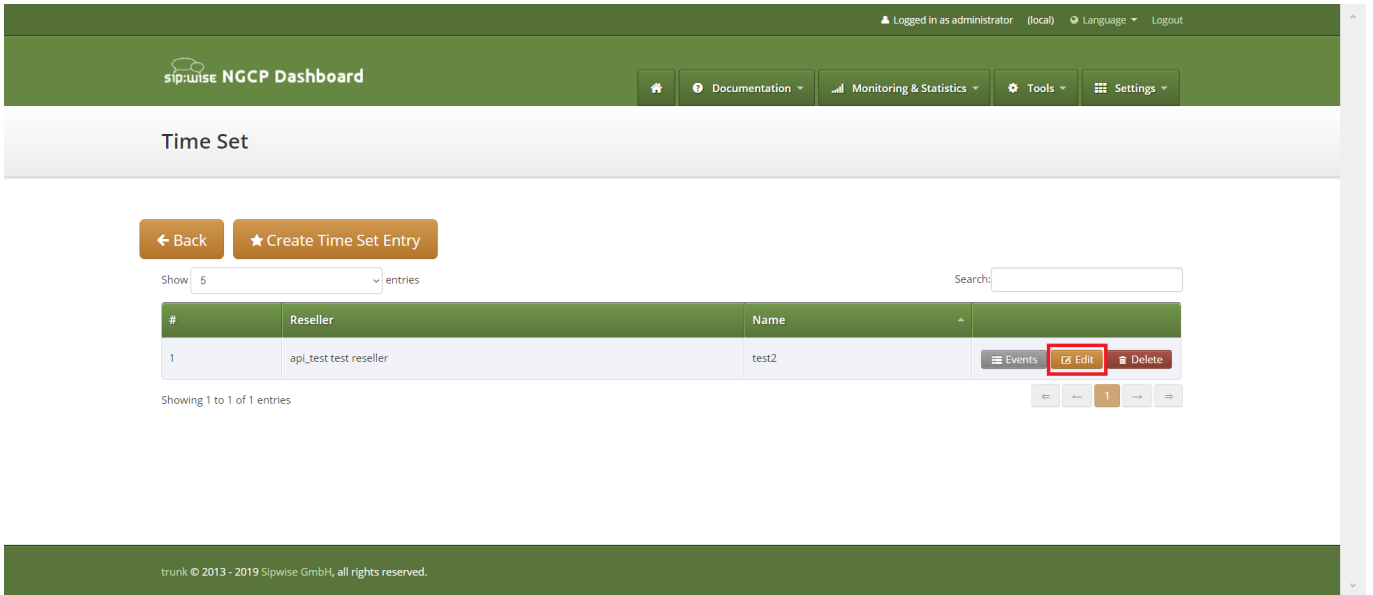 Logged in as administrator (local) Language Logout
sip:wise NGCP Dashboard
Documentation Monitoring & Statistics Tools Settings
Time Set
Back Create Time Set Entry
Show 5 entries Search:
# Reseller Name
1 api_test test reseller test2 Events Edit Delete
Showing 1 to 1 of 1 entries ⇐ ← 1 → ⇒
trunk © 2013 - 2019 Sipwise GmbH, all rights reserved.